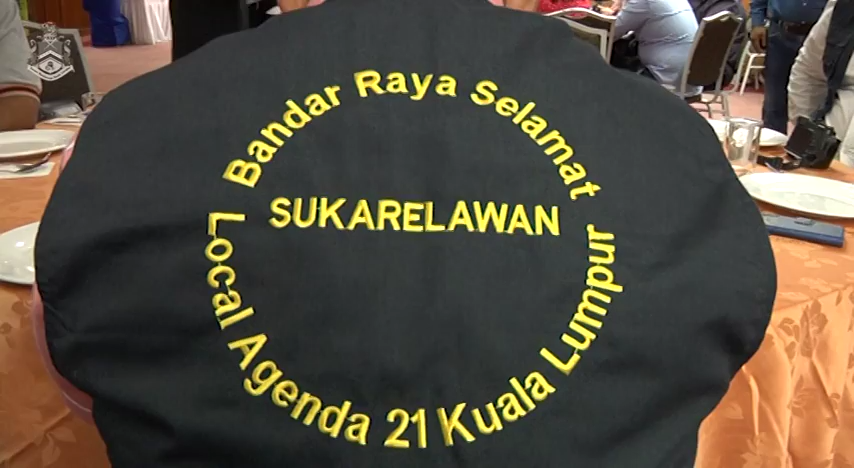 Bandar Raya Selamat
SUKARELAWAN
Local Agenda 21 Kuala Lumpur